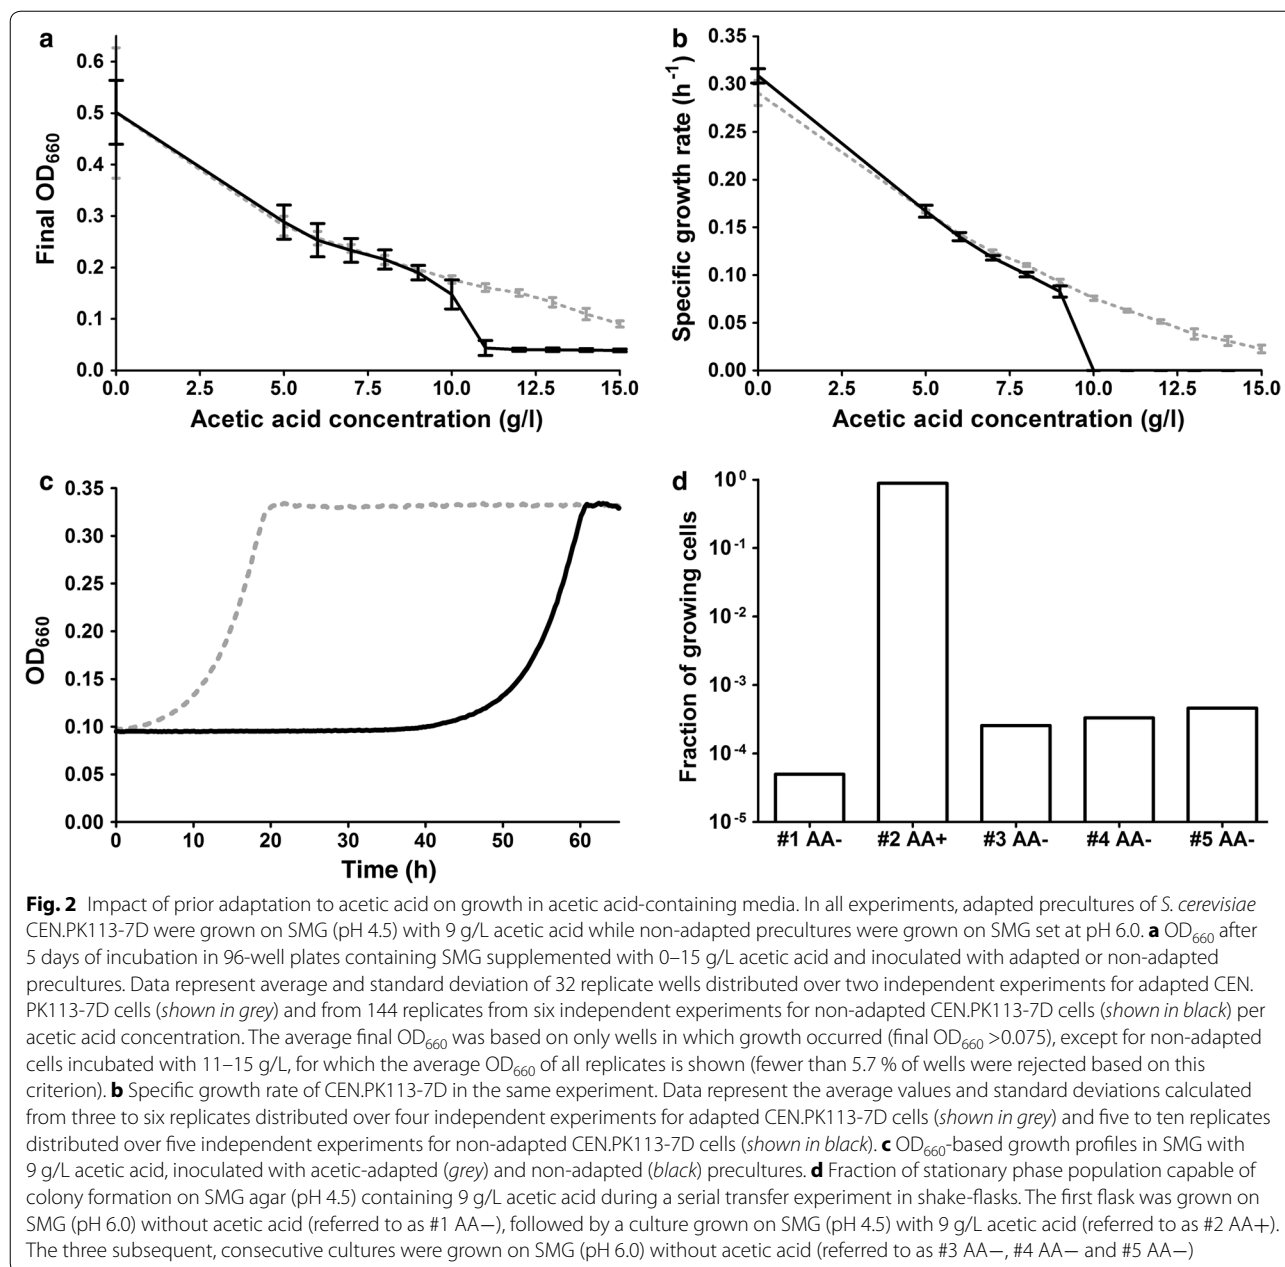 a
0.6
0.5
0.4
0.3
0.2
0.1
0.0
Final OD660
0.0 2.5 5.0 7.5 10.0 12.5 15.0
Acetic acid concentration (g/l)
b
0.35
0.30
0.25
0.20
0.15
0.10
0.05
0.00
Specific growth rate (h-1)
0.0 2.5 5.0 7.5 10.0 12.5 15.0
Acetic acid concentration (g/l)
c
0.35
0.30
0.25
0.20
0.15
0.10
0.05
0.00
OD660
0 10 20 30 40 50 60
Time (h)
d
10^0
10^-1
10^-2
10^-3
10^-4
10^-5
Fraction of growing cells
#1 AA- #2 AA+ #3 AA- #4 AA- #5 AA-
Fig. 2 Impact of prior adaptation to acetic acid on growth in acetic acid-containing media. In all experiments, adapted precultures of S. cerevisiae
CEN.PK113-7D were grown on SMG (pH 4.5) with 9 g/L acetic acid while non-adapted precultures were grown on SMG set at pH 6.0. a OD660 after
5 days of incubation in 96-well plates containing SMG supplemented with 0–15 g/L acetic acid and inoculated with adapted or non-adapted
precultures. Data represent average and standard deviation of 32 replicate wells distributed over two independent experiments for adapted CEN.
PK113-7D cells (shown in grey) and from 144 replicates from six independent experiments for non-adapted CEN.PK113-7D cells (shown in black) per
acetic acid concentration. The average final OD660 was based on only wells in which growth occurred (final OD660 >0.075), except for non-adapted
cells incubated with 11–15 g/L, for which the average OD660 of all replicates is shown (fewer than 5.7 % of wells were rejected based on this
criterion). b Specific growth rate of CEN.PK113-7D in the same experiment. Data represent the average values and standard deviations calculated
from three to six replicates distributed over four independent experiments for adapted CEN.PK113-7D cells (shown in grey) and five to ten replicates
distributed over five independent experiments for non-adapted CEN.PK113-7D cells (shown in black). c OD660-based growth profiles in SMG with
9 g/L acetic acid, inoculated with acetic-adapted (grey) and non-adapted (black) precultures. d Fraction of stationary phase population capable of
colony formation on SMG agar (pH 4.5) containing 9 g/L acetic acid during a serial transfer experiment in shake-flasks. The first flask was grown on
SMG (pH 6.0) without acetic acid (referred to as #1 AA−), followed by a culture grown on SMG (pH 4.5) with 9 g/L acetic acid (referred to as #2 AA+).
The three subsequent, consecutive cultures were grown on SMG (pH 6.0) without acetic acid (referred to as #3 AA−, #4 AA− and #5 AA−)